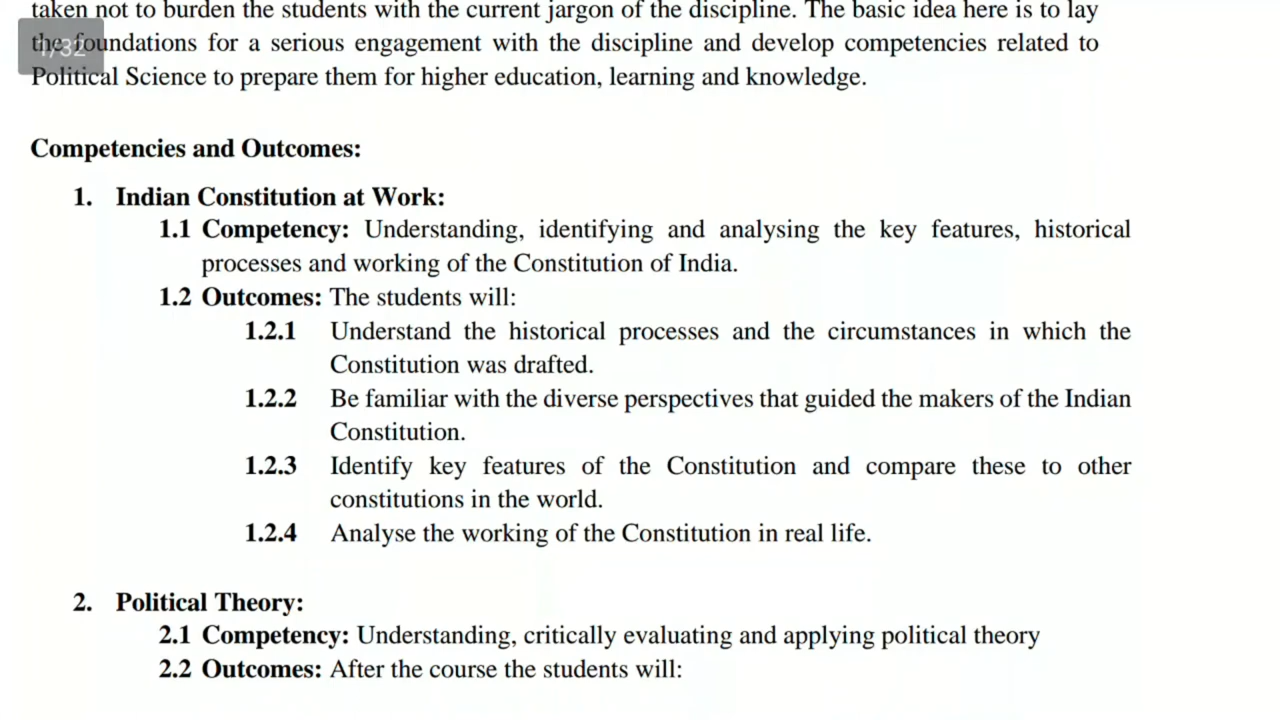 taken not to burden the students with the current jargon of the discipline. The basic idea here is to lay
the foundations for a serious engagement with the discipline and develop competencies related to
Political Science to prepare them for higher education, learning and knowledge.
1/32
Competencies and Outcomes:
1. Indian Constitution at Work:
1.1 Competency: Understanding, identifying and analysing the key features, historical
processes and working of the Constitution of India.
1.2 Outcomes: The students will:
1.2.1 Understand the historical processes and the circumstances in which the
Constitution was drafted.
1.2.2 Be familiar with the diverse perspectives that guided the makers of the Indian
Constitution.
1.2.3 Identify key features of the Constitution and compare these to other
constitutions in the world.
1.2.4 Analyse the working of the Constitution in real life.
2. Political Theory:
2.1 Competency: Understanding, critically evaluating and applying political theory
2.2 Outcomes: After the course the students will: